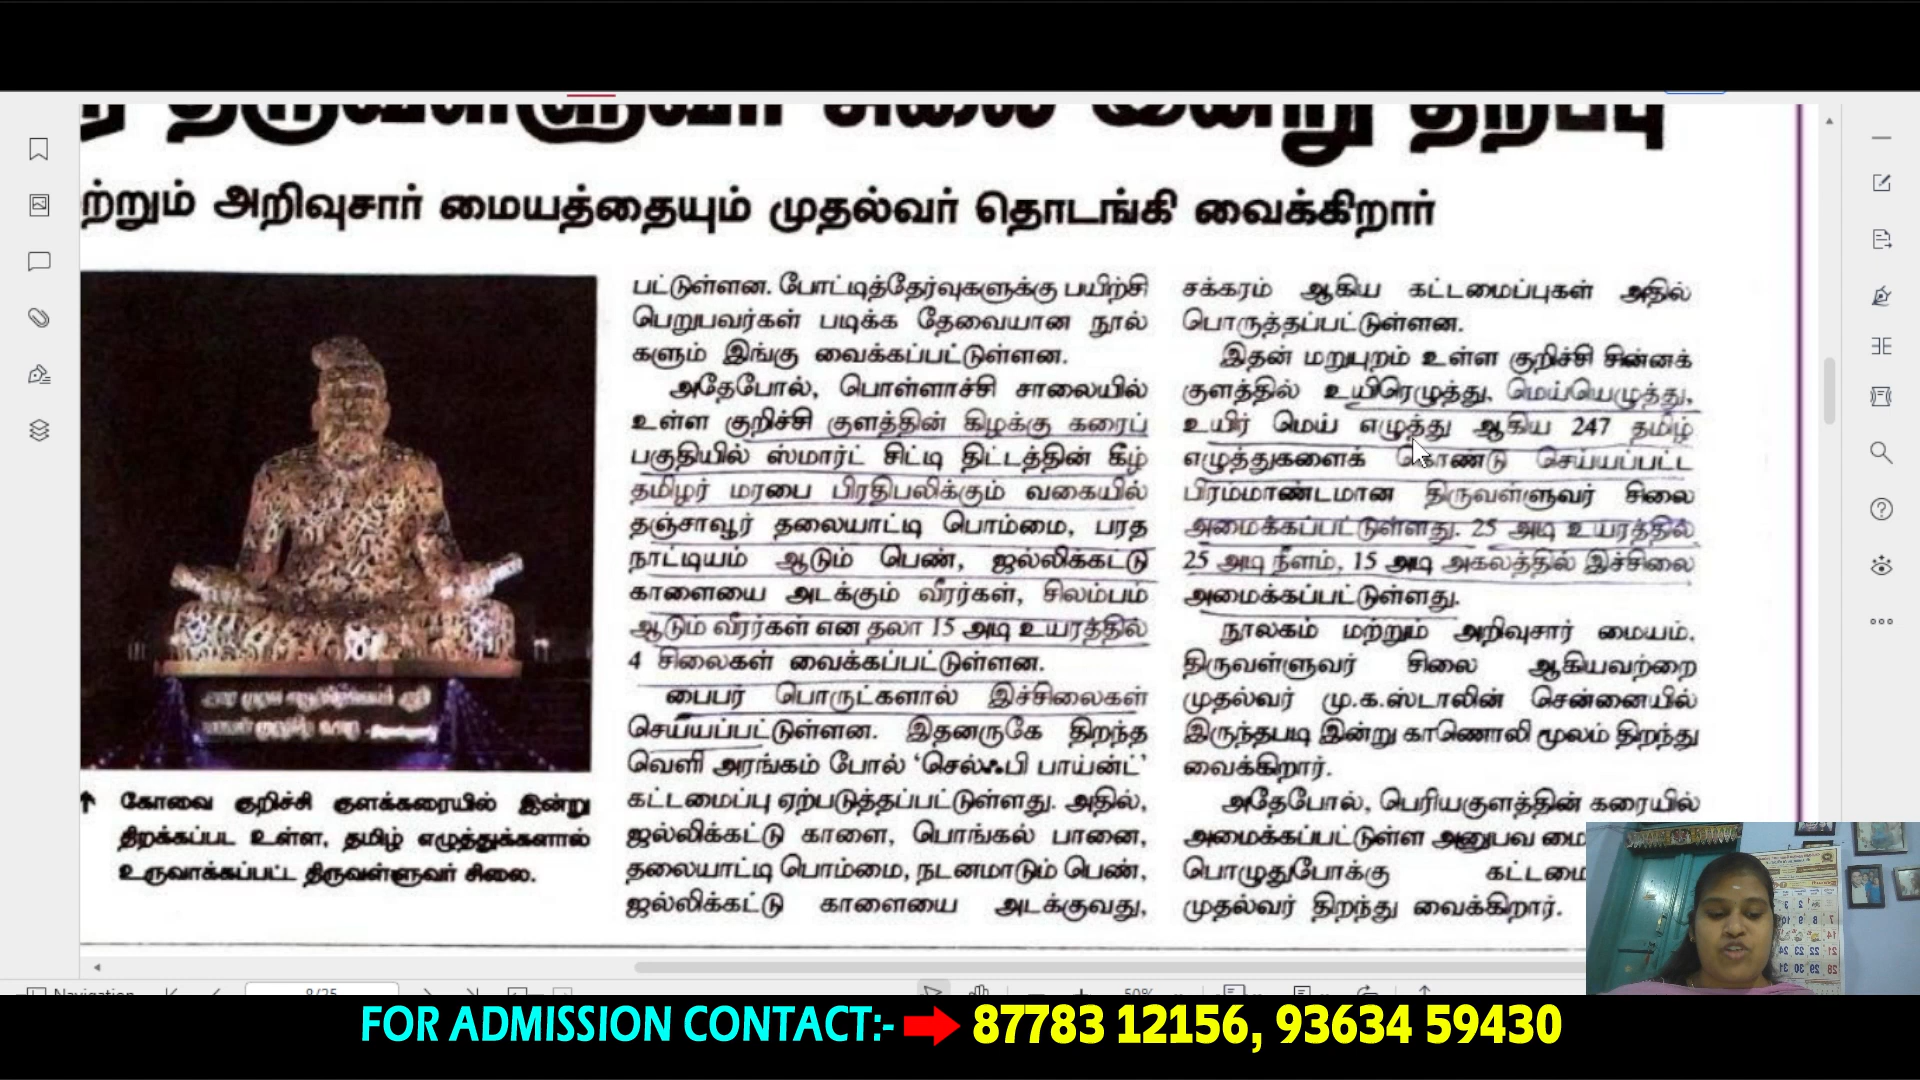 திருவள்ளுவர் சிலை இன்று திறப்பு
ற்றும் அறிவுசார் மையத்தையும் முதல்வர் தொடங்கி வைக்கிறார்
பட்டுள்ளன. போட்டித்தேர்வுகளுக்கு பயிற்சி
பெறுபவர்கள் படிக்க தேவையான நூல்
களும் இங்கு வைக்கப்பட்டுள்ளன.
அதேபோல், பொள்ளாச்சி சாலையில்
உள்ள குறிச்சி குளத்தின் கிழக்கு கரைப்
பகுதியில் ஸ்மார்ட் சிட்டி திட்டத்தின் கீழ்
தமிழர் மரபை பிரதிபலிக்கும் வகையில்
தஞ்சாவூர் தலையாட்டி பொம்மை, பரத
நாட்டியம் ஆடும் பெண், ஜல்லிக்கட்டு
காளையை அடக்கும் வீரர்கள், சிலம்பம்
ஆடும் வீரர்கள் என தலா 15 அடி உயரத்தில்
4 சிலைகள் வைக்கப்பட்டுள்ளன.
பைபர் பொருட்களால் இச்சிலைகள்
செய்யப்பட்டுள்ளன. இதனருகே திறந்த
வெளி அரங்கம் போல் ‘செல்ஃபி பாய்ன்ட்’
கட்டமைப்பு ஏற்படுத்தப்பட்டுள்ளது. அதில்,
ஜல்லிக்கட்டு காளை, பொங்கல் பானை,
தலையாட்டி பொம்மை, நடனமாடும் பெண்,
ஜல்லிக்கட்டு காளையை அடக்குவது,
சக்கரம் ஆகிய கட்டமைப்புகள் அதில்
பொருத்தப்பட்டுள்ளன.
இதன் மறுபுறம் உள்ள குறிச்சி சின்னக்
குளத்தில் உயிரெழுத்து, மெய்யெழுத்து,
உயிர் மெய் எழுத்து ஆகிய 247 தமிழ்
எழுத்துகளைக் கொண்டு செய்யப்பட்ட
பிரம்மாண்டமான திருவள்ளுவர் சிலை
அமைக்கப்பட்டுள்ளது. 25 அடி உயரத்தில்
25 அடி நீளம், 15 அடி அகலத்தில் இச்சிலை
அமைக்கப்பட்டுள்ளது.
நூலகம் மற்றும் அறிவுசார் மையம்,
திருவள்ளுவர் சிலை ஆகியவற்றை
முதல்வர் மு.க.ஸ்டாலின் சென்னையில்
இருந்தபடி இன்று காணொலி மூலம் திறந்து
வைக்கிறார்.
அதேபோல், பெரியகுளத்தின் கரையில்
அமைக்கப்பட்டுள்ள அனுபவ மை
பொழுதுபோக்கு கட்டமை
முதல்வர் திறந்து வைக்கிறார்.
கோவை குறிச்சி குளக்கரையில் இன்று
திறக்கப்பட உள்ள, தமிழ் எழுத்துக்களால்
உருவாக்கப்பட்ட திருவள்ளுவர் சிலை.
Navigation
8/25
50%
FOR ADMISSION CONTACT:- 87783 12156, 93634 59430